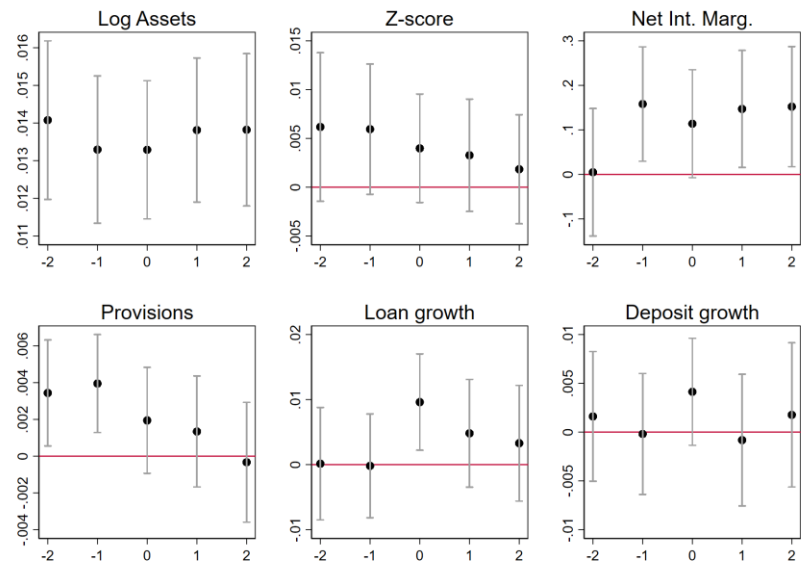 Log Assets
.016
.015
.014
.013
.012
.011
-2 -1 0 1 2
Z-score
.015
.01
.005
0
-.005
-2 -1 0 1 2
Net Int. Marg.
.3
.2
.1
0
-.1
-2 -1 0 1 2
Provisions
.006
.004
.002
0
-.002
-.004
-2 -1 0 1 2
Loan growth
.02
.01
0
-.01
-2 -1 0 1 2
Deposit growth
.01
.005
0
-.005
-.01
-2 -1 0 1 2